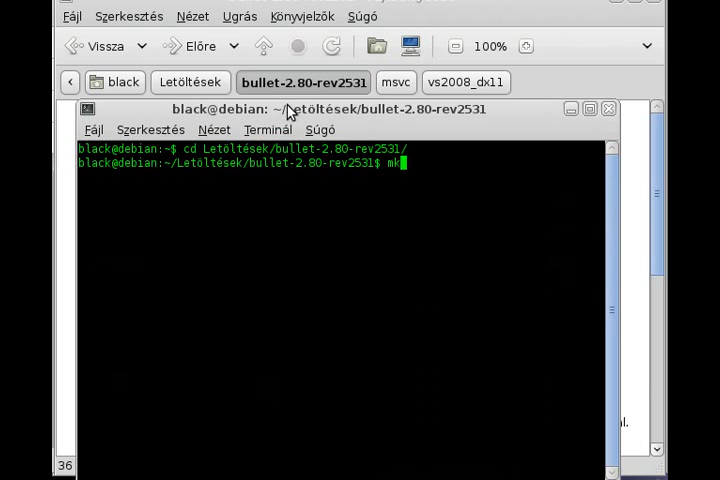 Fájl Szerkesztés Nézet Ugrás Könyvjelzők Súgó
Vissza Előre 100%
black Letöltések bullet-2.80-rev2531 msvc vs2008_dx11
black@debian: ~/Letöltések/bullet-2.80-rev2531
Fájl Szerkesztés Nézet Terminál Súgó
black@debian:~$ cd Letöltések/bullet-2.80-rev2531/
black@debian:~/Letöltések/bullet-2.80-rev2531$ mk
36